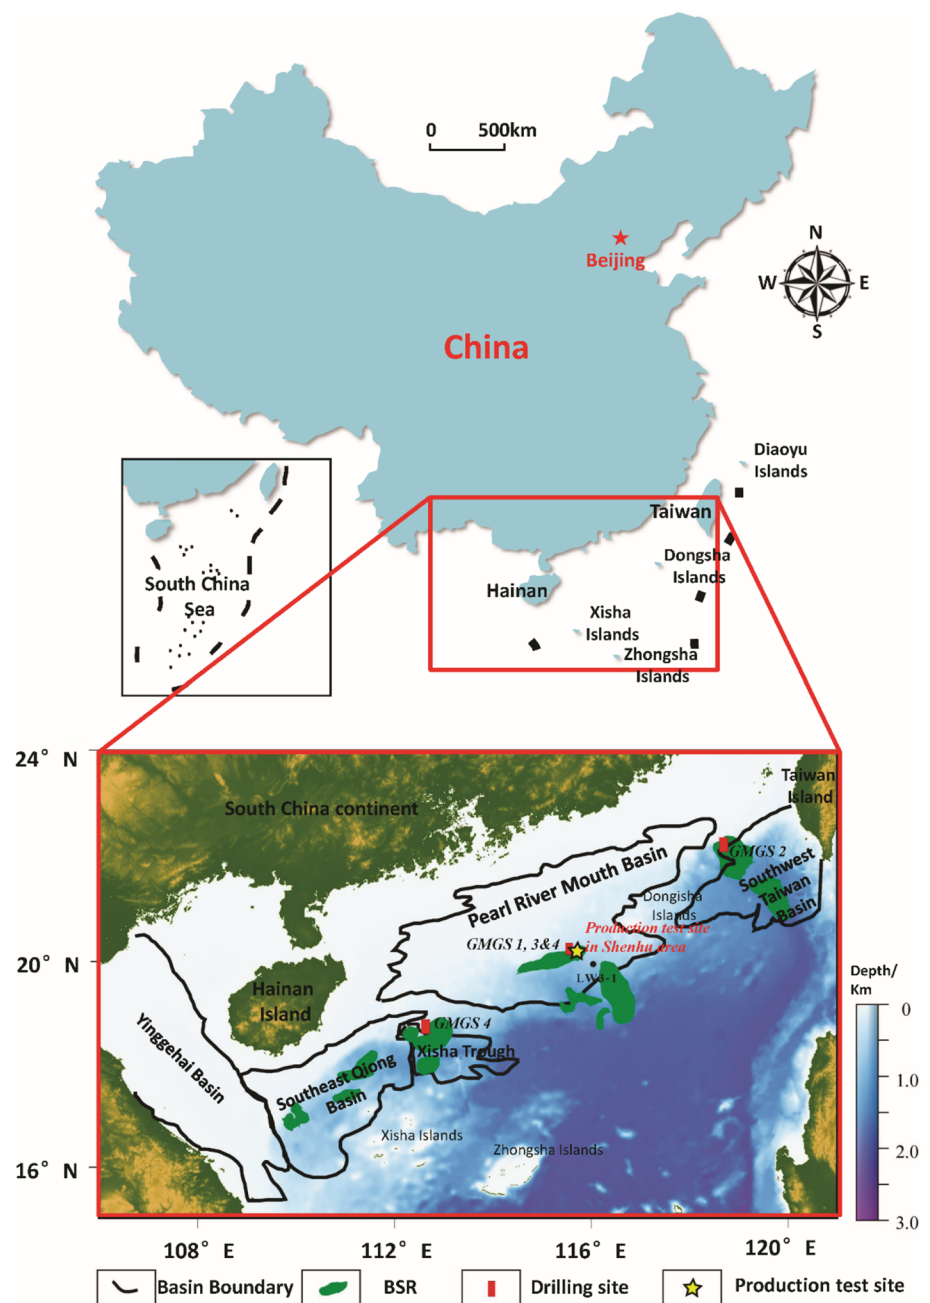 0 500km
Beijing
N
W E
S
China
Diaoyu
Islands
Taiwan
Dongsha
Islands
Hainan
Xisha
Islands
Zhongsha
Islands
South China
Sea
24° N
20° N
16° N
South China continent
Taiwan
Island
GMGS 2
Southwest
Taiwan
Basin
Pearl River Mouth Basin
Dongisha
Islands
Production test site
in Shenhu area
GMGS 1, 3&4
LW3-1
Hainan
Island
GMGS 4
Xisha Trough
Yinggehai Basin
Southeast Qiong
Basin
Xisha Islands
Zhongsha Islands
Depth/
Km
0
1.0
2.0
3.0
108° E 112° E 116° E 120° E
Basin Boundary BSR Drilling site Production test site